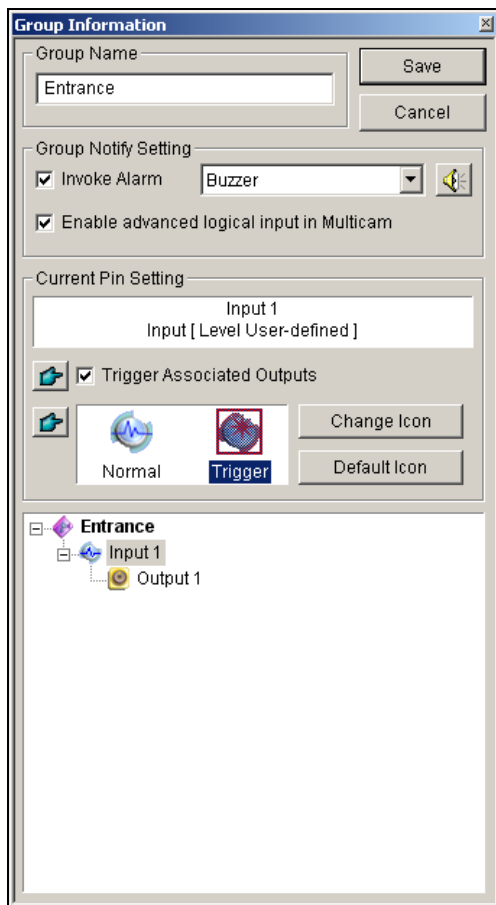 Group Information
Group Name
Save
Entrance
Cancel
Group Notify Setting
Invoke Alarm
Buzzer
Enable advanced logical input in Multicam
Current Pin Setting
Input 1
Input [ Level User-defined ]
Trigger Associated Outputs
Change Icon
Normal
Trigger
Default Icon
Entrance
Input 1
Output 1